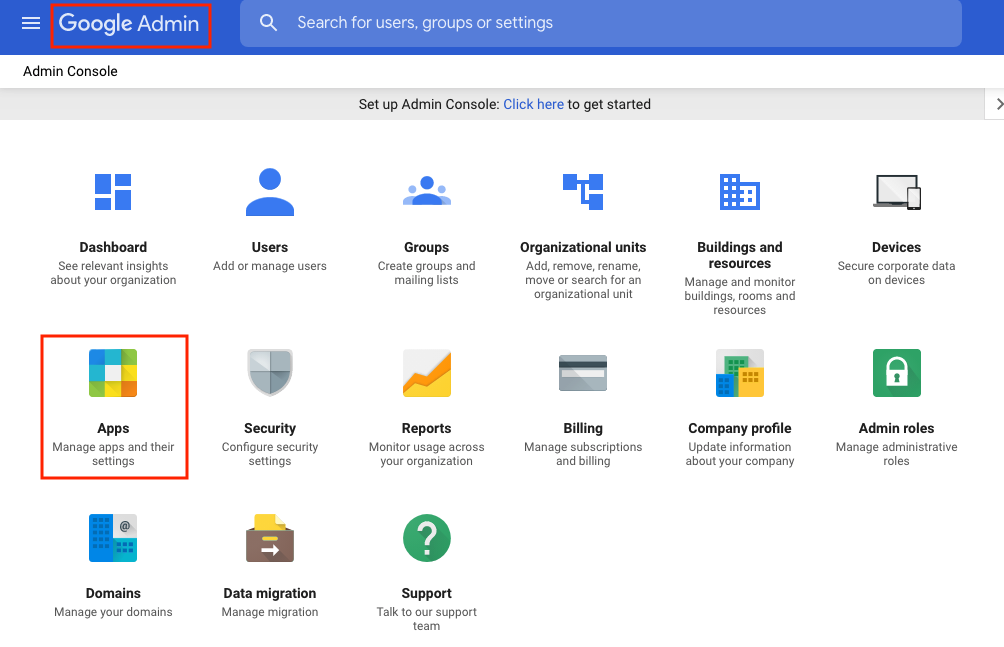 Google Admin
Search for users, groups or settings
Admin Console
Set up Admin Console: Click here to get started
Dashboard
See relevant insights
about your organization
Users
Add or manage users
Groups
Create groups and
mailing lists
Organizational units
Add, remove, rename,
move or search for an
organizational unit
Buildings and
resources
Manage and monitor
buildings, rooms and
resources
Devices
Secure corporate data
on devices
Apps
Manage apps and their
settings
Security
Configure security
settings
Reports
Monitor usage across
your organization
Billing
Manage subscriptions
and billing
Company profile
Update information
about your company
Admin roles
Manage administrative
roles
@
Domains
Manage your domains
Data migration
Manage migration
?
Support
Talk to our support
team